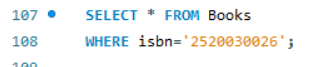 107 SELECT * FROM Books
108 WHERE isbn='2520030026';